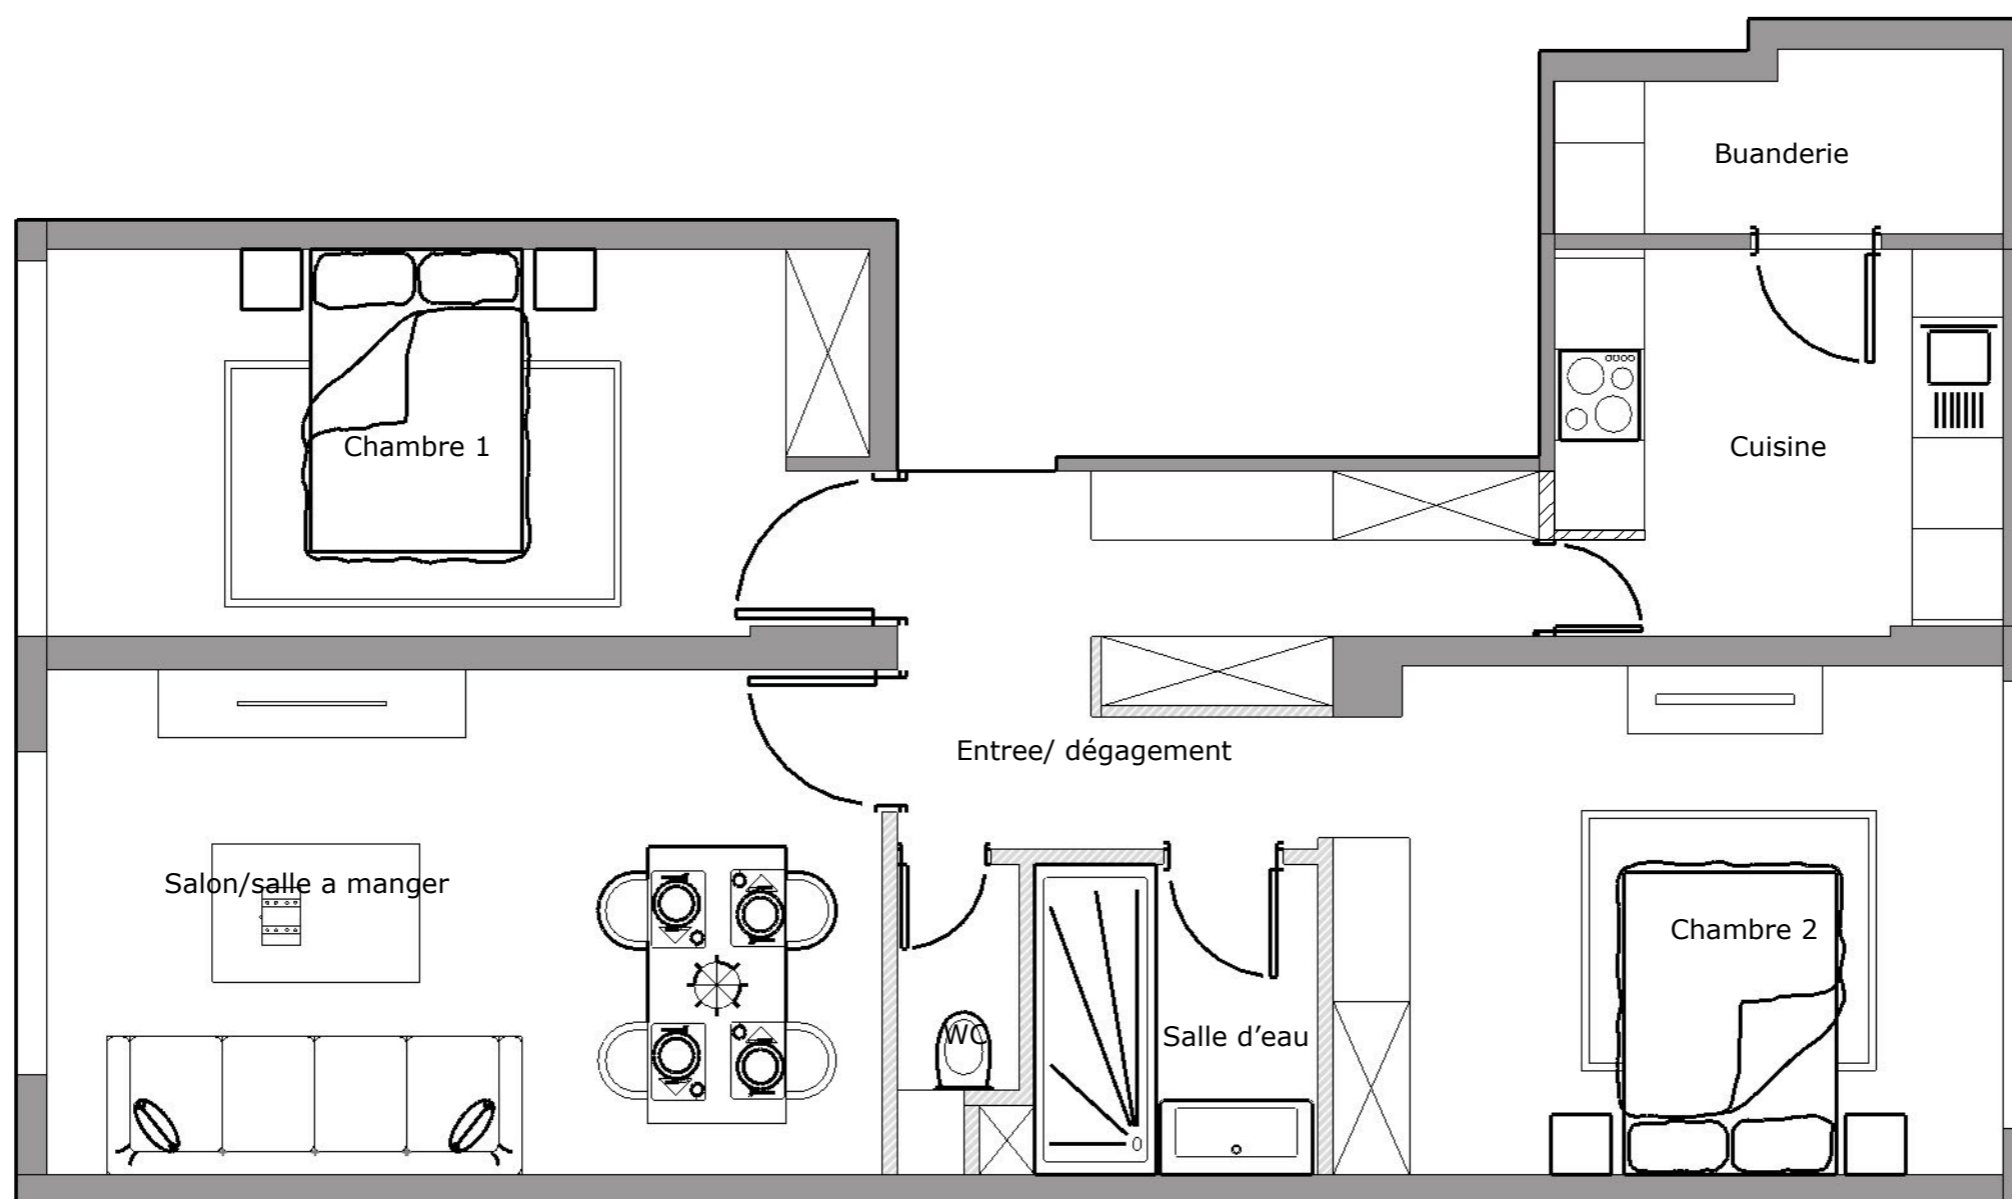 Buanderie
Chambre 1
Cuisine
Entree/ dégagement
Salon/salle a manger
Chambre 2
WC
Salle d’eau